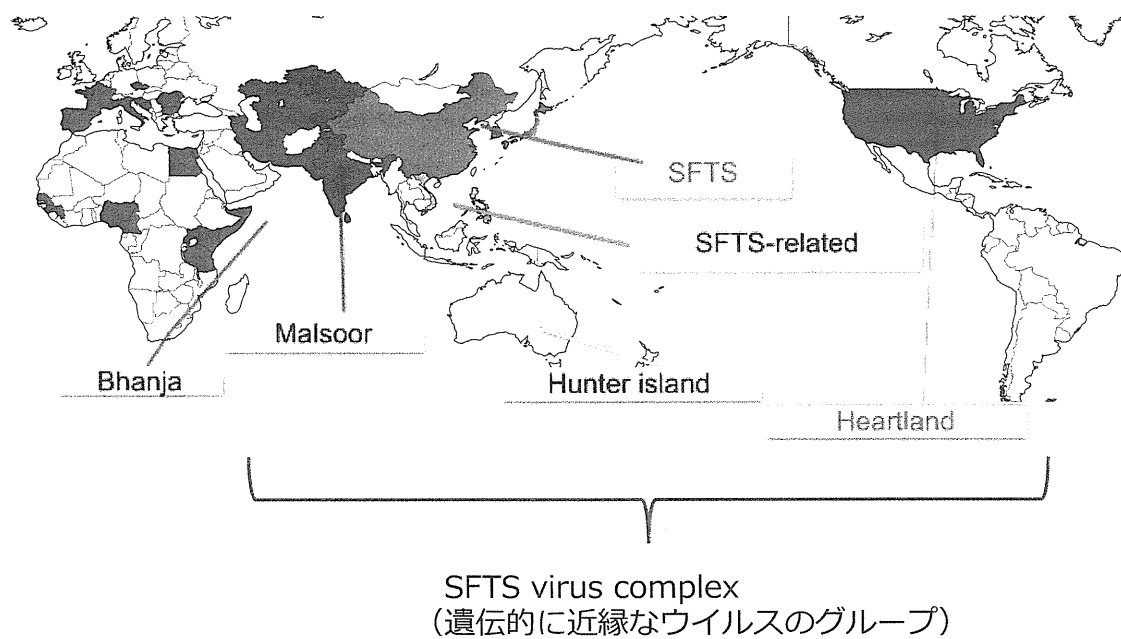 SFTS
SFTS-related
Malsoor
Bhanja
Hunter island
Heartland
SFTS virus complex
（遺伝的に近縁なウイルスのグループ）